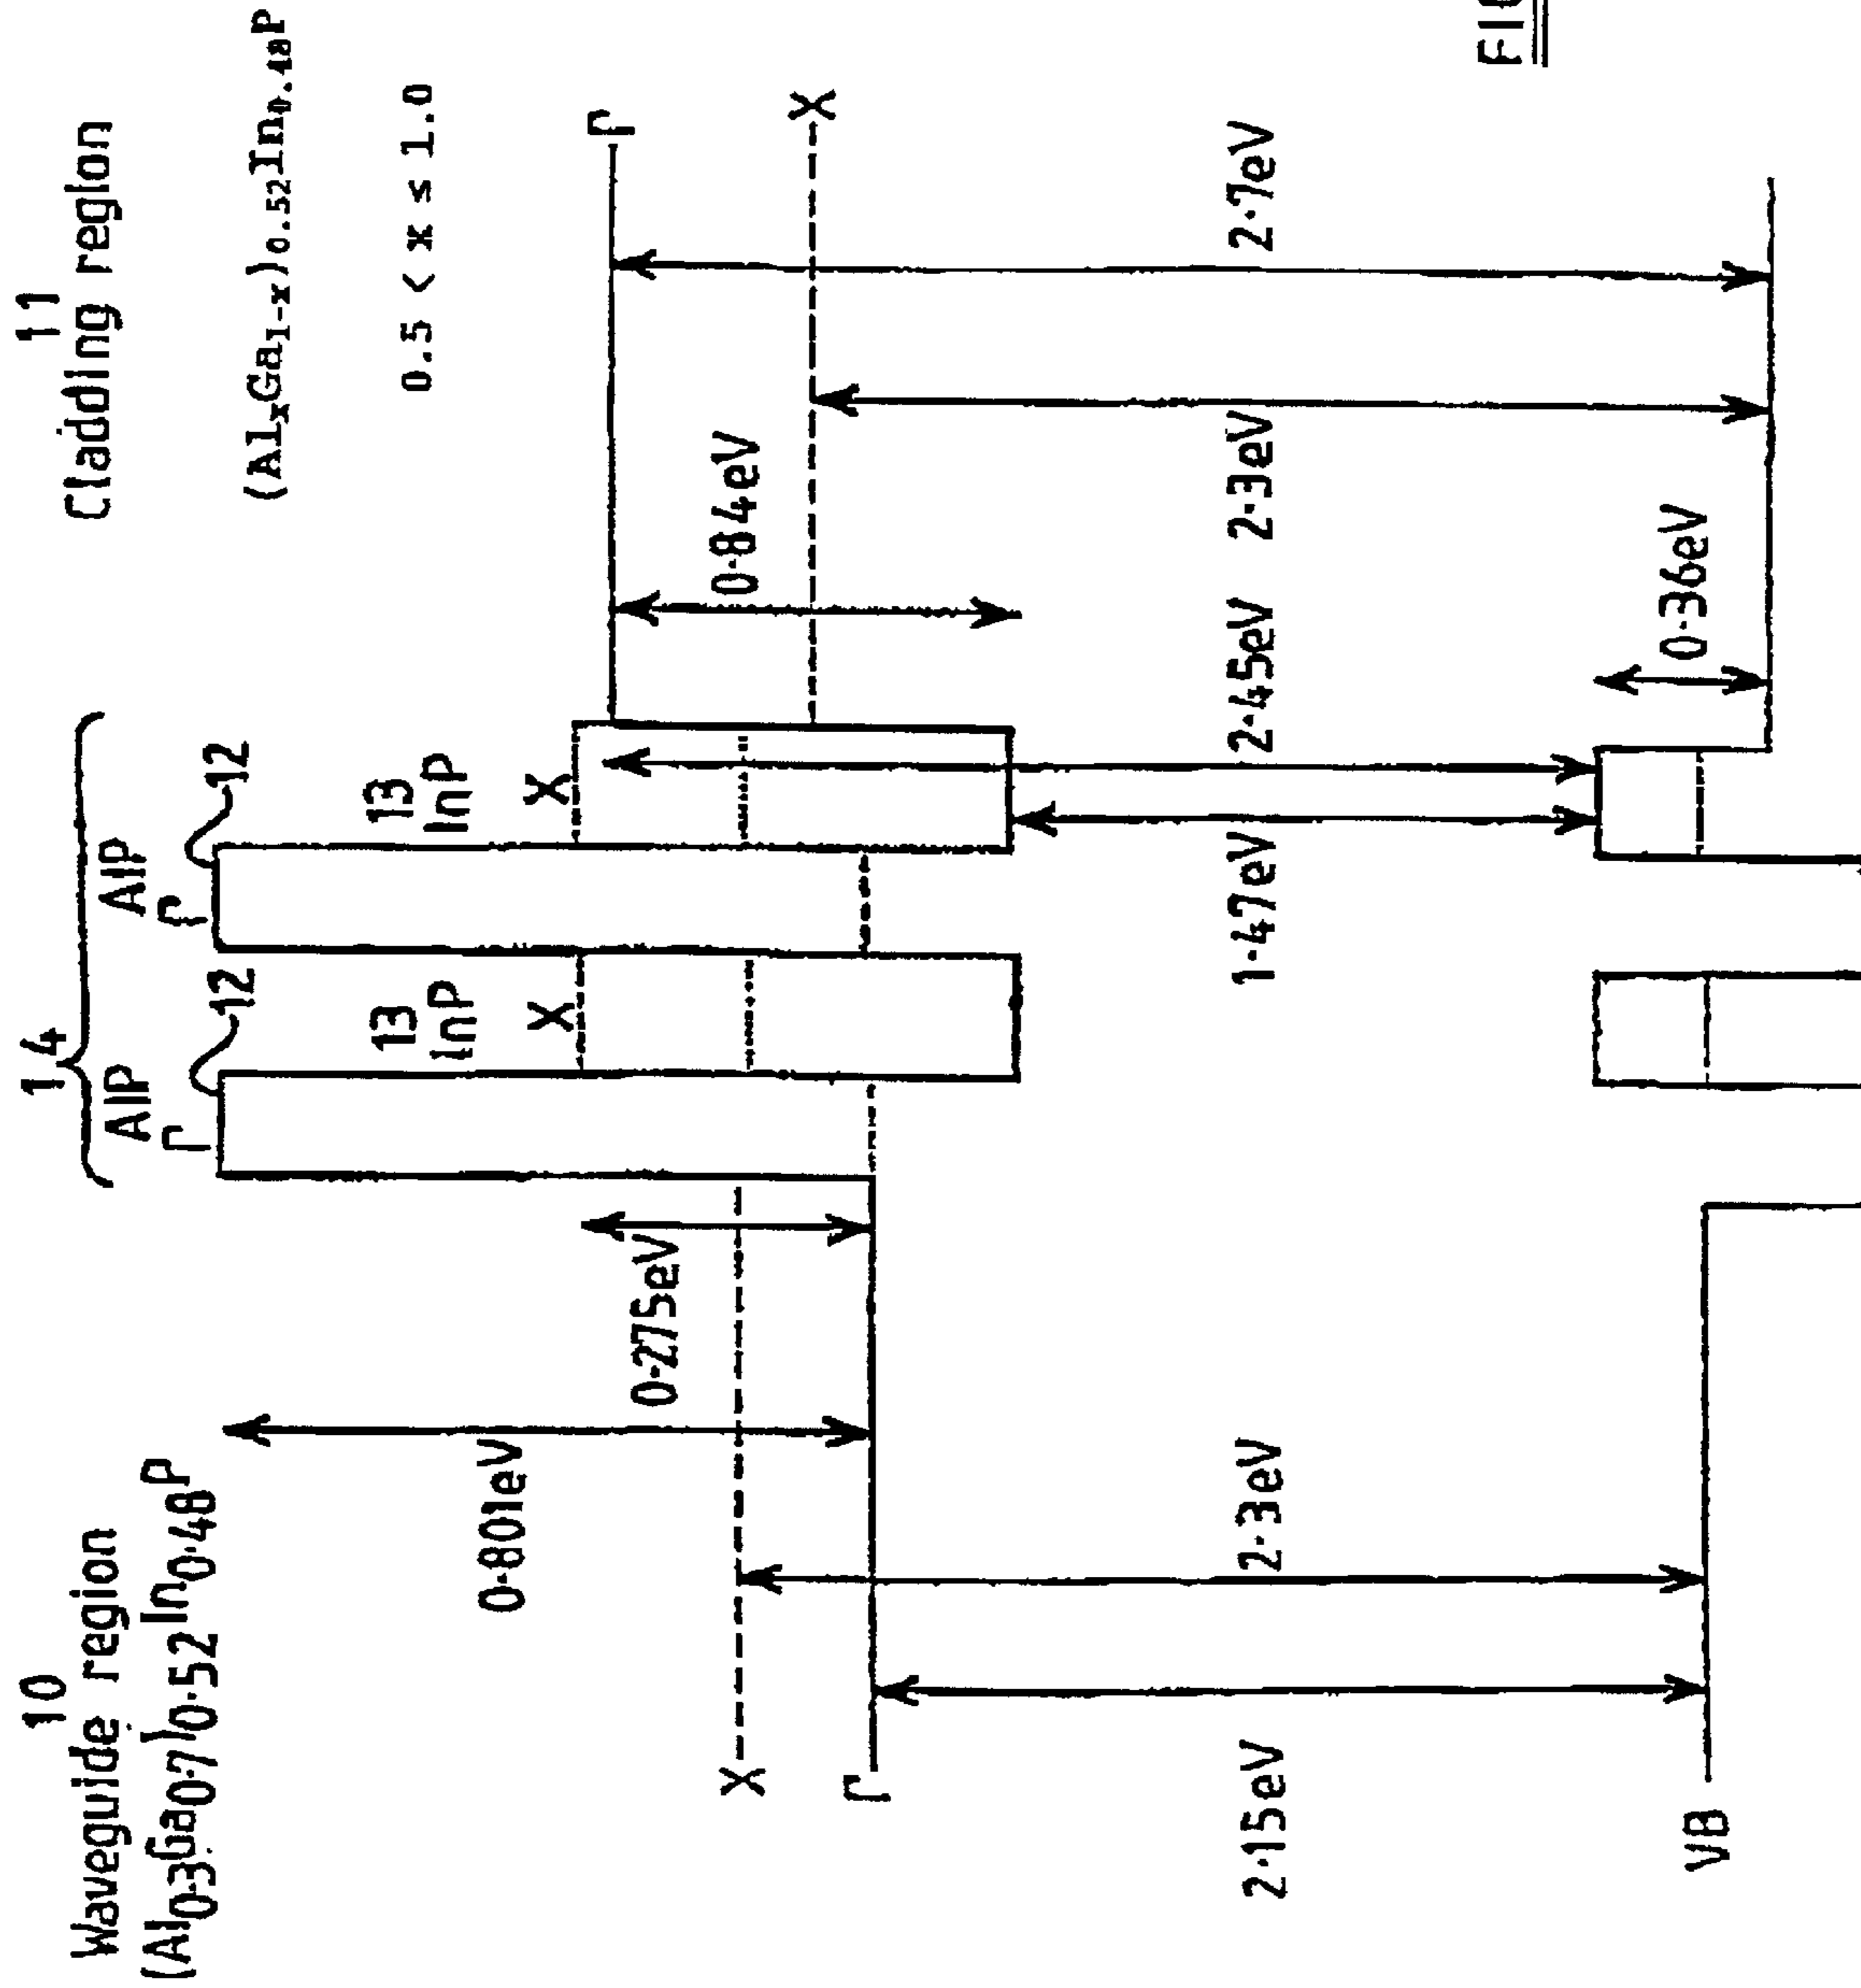 10
Waveguide region
(Al0·3Ga0·7)0·52In0·48P
14
AlP
Γ
12
13
InP
X
AlP
Γ
12
13
InP
X
11
Cladding region
(AlxGa1-x)0.52In0.48P
0.5 < x ≤ 1.0
Γ
X
X
Γ
0·801eV
0·275eV
0·84eV
2·15eV
2·3eV
1·47eV
2·45eV
2·3eV
2·7eV
0·36eV
VB